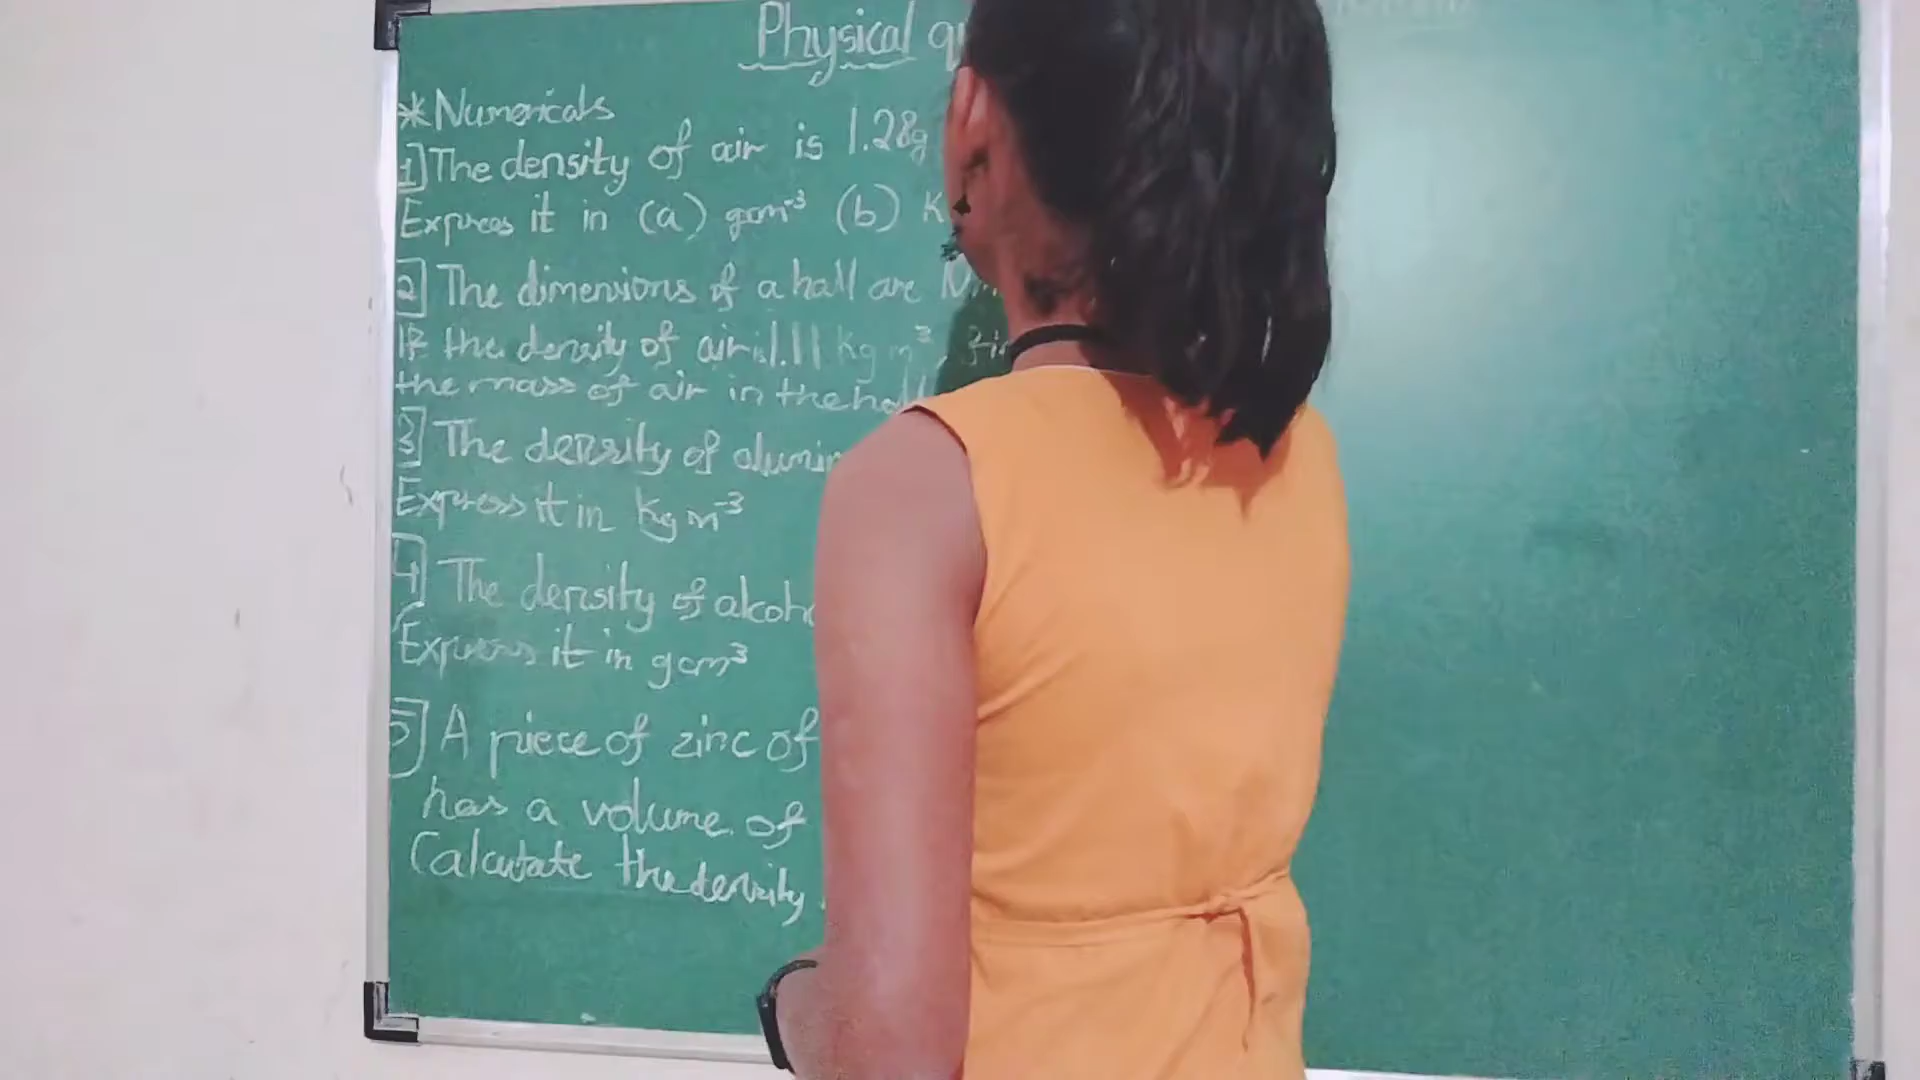 Physical
*Numericals
1] The density of air is 1.28g
Express it in (a) gcm⁻³ (b) K
2] The dimensions of a hall are
If the density of air is 1.11 kg m⁻³,
the mass of air in the hall
3] The density of alumin
Express it in kg m⁻³
4] The density of alcoho
Express it in gcm⁻³
5] A piece of zinc of
has a volume of
Calculate the density.